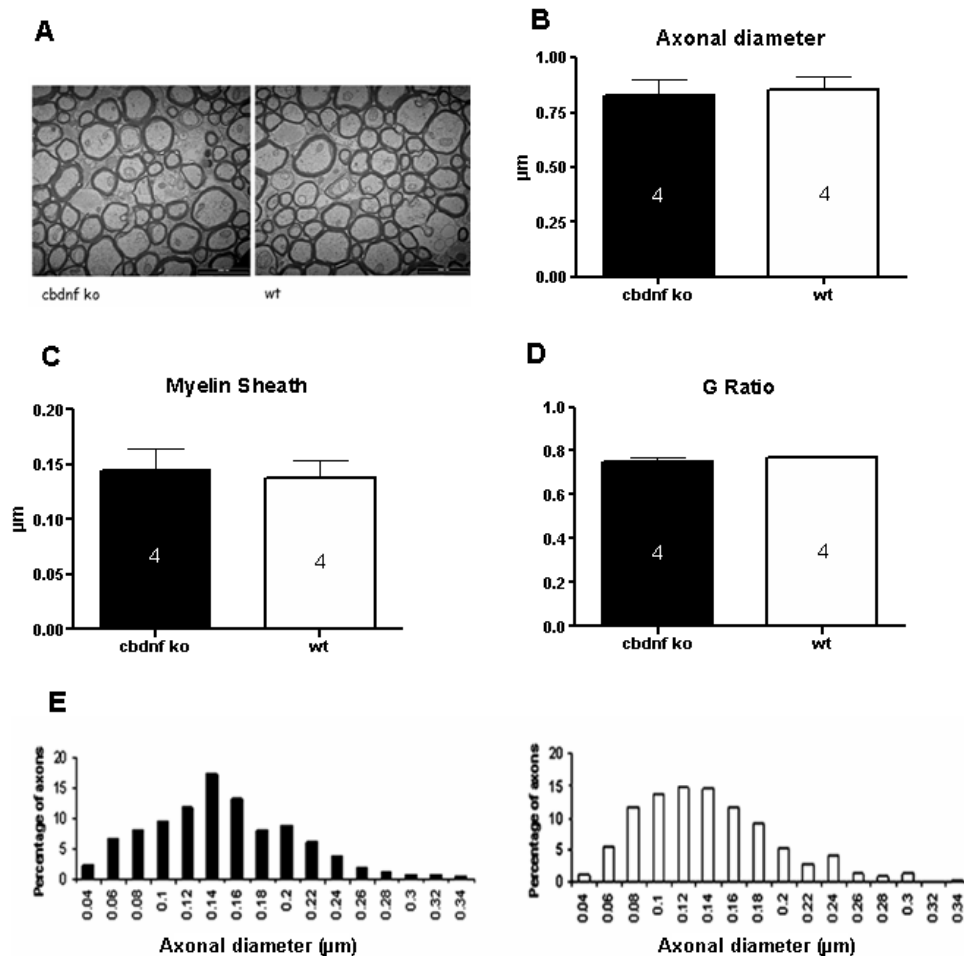 A
cbdnf ko
wt
B
Axonal diameter
1.00
0.75
0.50
0.25
0.00
µm
4
4
cbdnf ko
wt
C
Myelin Sheath
0.20
0.15
0.10
0.05
0.00
µm
4
4
cbdnf ko
wt
D
G Ratio
1.0
0.8
0.6
0.4
0.2
0.0
4
4
cbdnf ko
wt
E
Percentage of axons
20
15
10
5
0
0.04 0.06 0.08 0.1 0.12 0.14 0.16 0.18 0.2 0.22 0.24 0.26 0.28 0.3 0.32 0.34
Axonal diameter (µm)
Percentage of axons
20
15
10
5
0
0.04 0.06 0.08 0.1 0.12 0.14 0.16 0.18 0.2 0.22 0.24 0.26 0.28 0.3 0.32 0.34
Axonal diameter (µm)